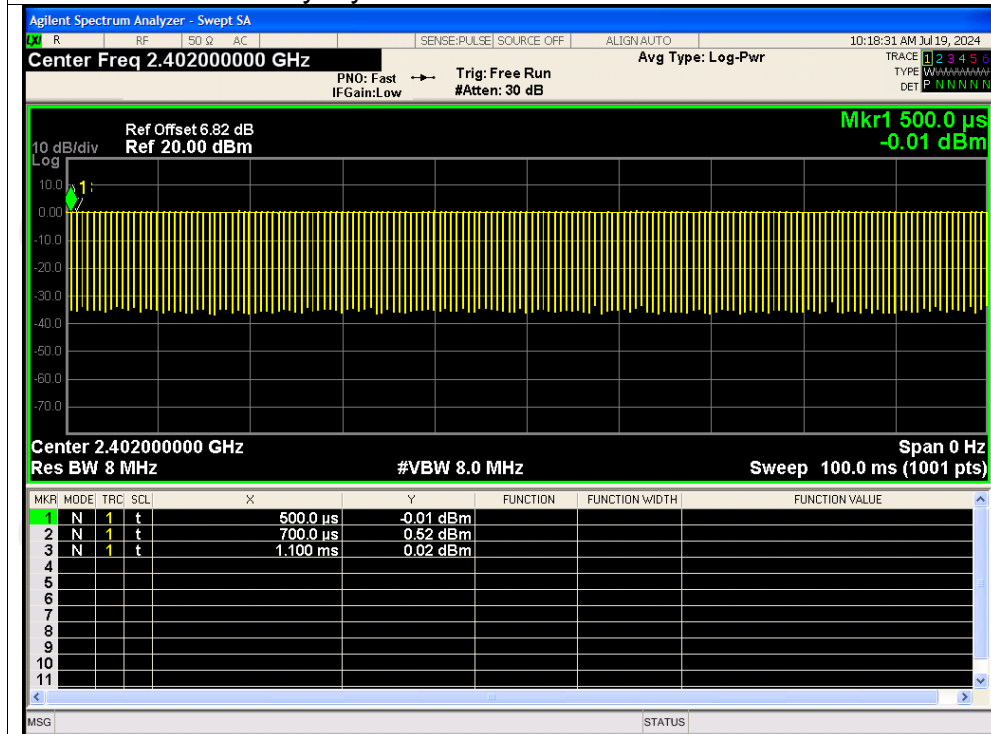 Agilent Spectrum Analyzer - Swept SA
LXI R RF 50 Ω AC SENSE:PULSE SOURCE OFF ALIGN AUTO 10:18:31 AM Jul 19, 2024
Center Freq 2.402000000 GHz Avg Type: Log-Pwr TRACE 1 2 3 4 5 6
PNO: Fast Trig: Free Run TYPE W
IFGain:Low #Atten: 30 dB DET P N N N N N
Mkr1 500.0 µs
Ref Offset 6.82 dB
10 dB/div Ref 20.00 dBm -0.01 dBm
Log
10.0
1
0.00
-10.0
-20.0
-30.0
-40.0
-50.0
-60.0
-70.0
Center 2.402000000 GHz Span 0 Hz
Res BW 8 MHz #VBW 8.0 MHz Sweep 100.0 ms (1001 pts)
MKR MODE TRC SCL X Y FUNCTION FUNCTION WIDTH FUNCTION VALUE
1 N 1 t 500.0 µs -0.01 dBm
2 N 1 t 700.0 µs 0.52 dBm
3 N 1 t 1.100 ms 0.02 dBm
4
5
6
7
8
9
10
11
MSG STATUS